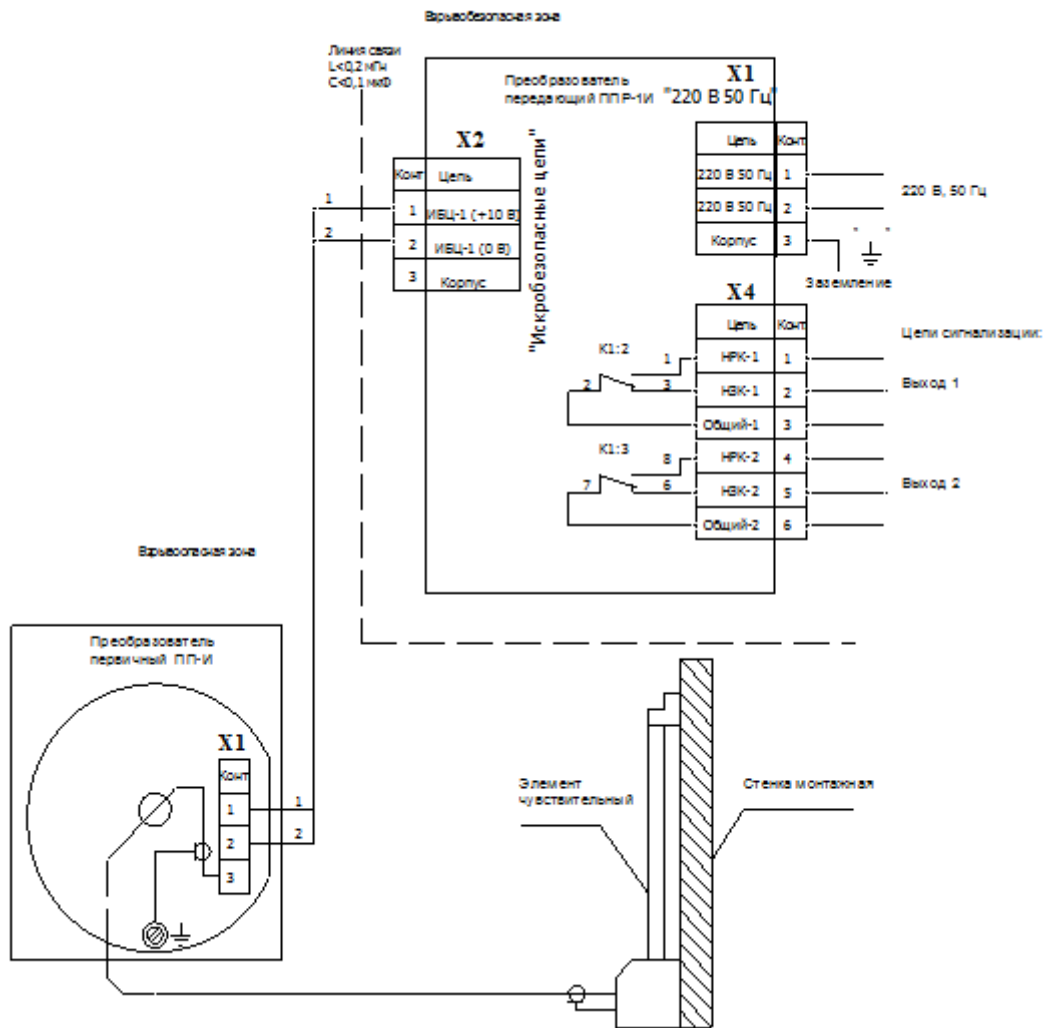 Взрывобезопасная зона
Линия связи
L<0,2 мГн
С<0,1 мкФ
Преобразователь
передающий ППР-1И
X1
"220 В 50 Гц"
Цепь Конт
220 В 50 Гц 1
220 В 50 Гц 2
Корпус 3
220 В, 50 Гц
" "
Заземление
X2
Конт Цепь
1 ИБЦ-1 (+10 В)
2 ИБЦ-1 (0 В)
3 Корпус
1
2
"Искробезопасные цепи"
X4
Цепь Конт
НРК-1 1
НЗК-1 2
Общий-1 3
НРК-2 4
НЗК-2 5
Общий-2 6
K1:2
1
2 3
K1:3
8
7 6
Цепи сигнализации:
Выход 1
Выход 2
Взрывоопасная зона
Преобразователь
первичный ПП-И
X1
Конт
1
2
3
1
2
Элемент
чувствительный
Стенка монтажная